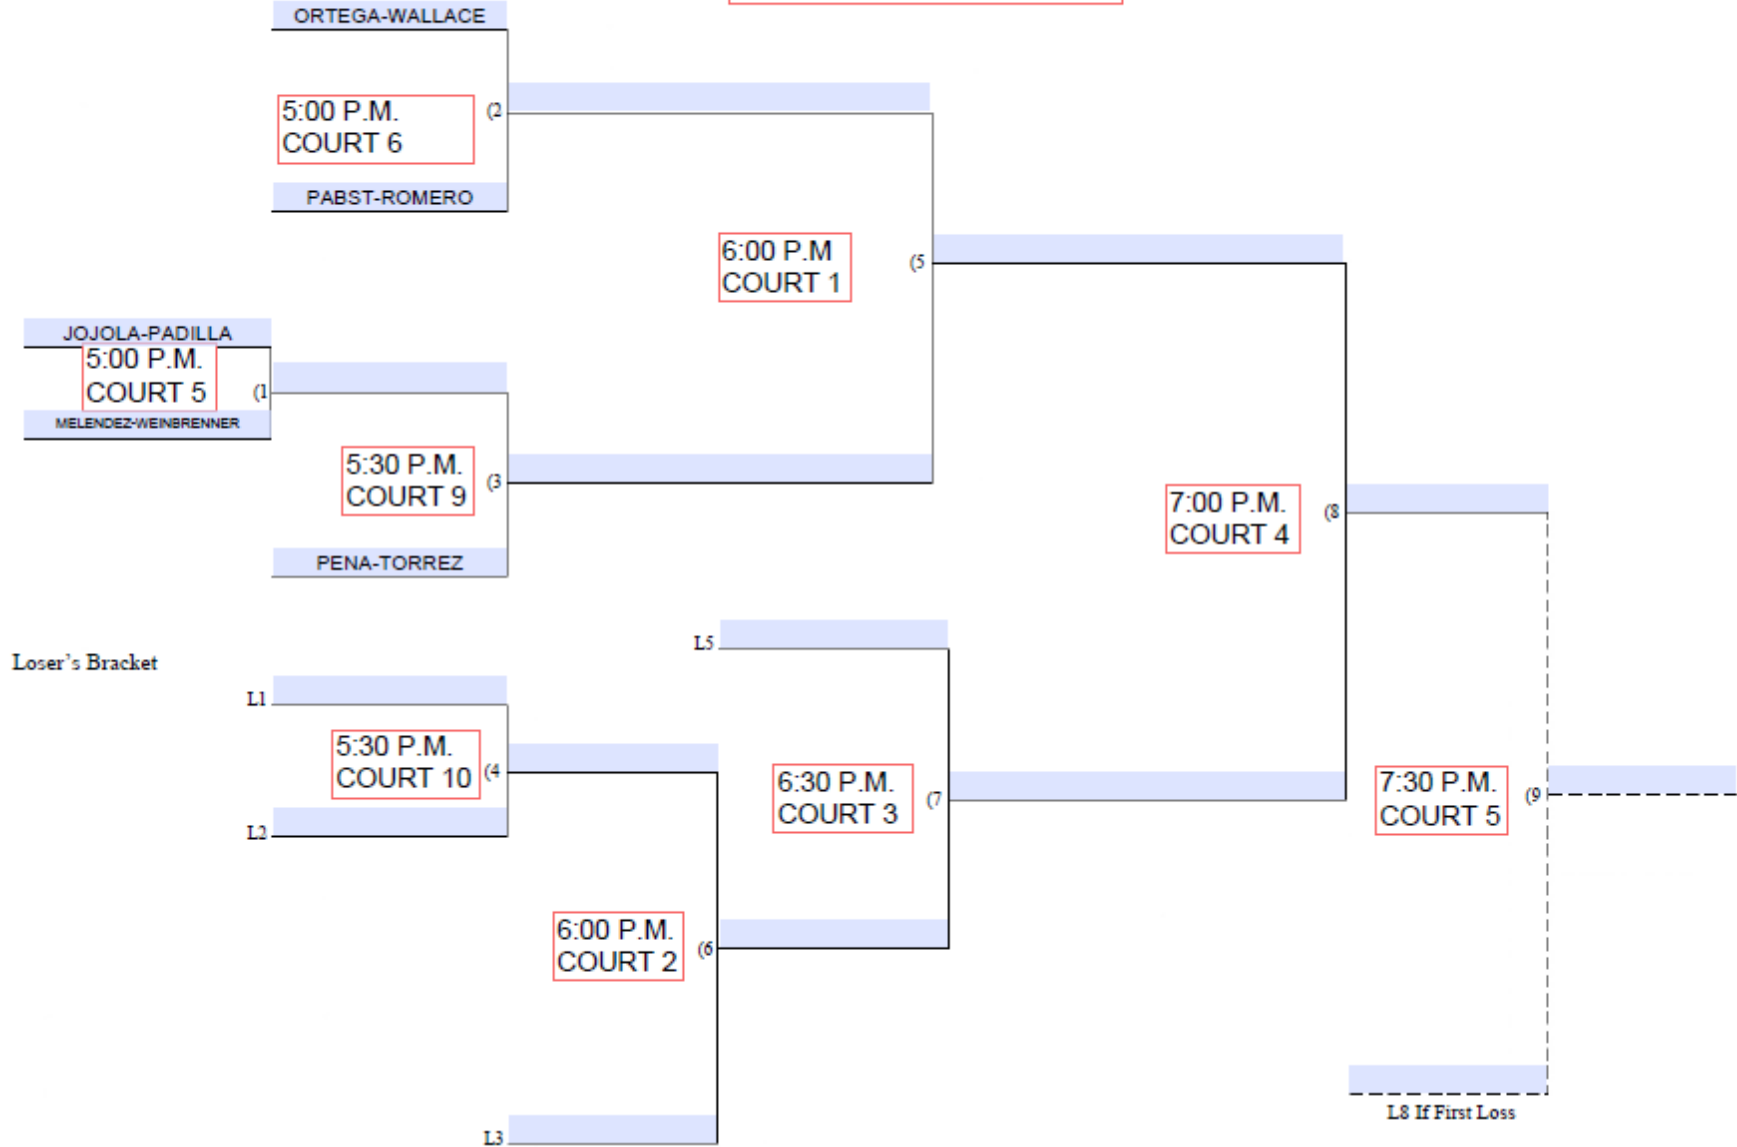 ORTEGA-WALLACE
5:00 P.M.
COURT 6
(2
PABST-ROMERO
6:00 P.M
COURT 1
(5
JOJOLA-PADILLA
5:00 P.M.
COURT 5
(1
MELENDEZ-WEINBRENNER
5:30 P.M.
COURT 9
(3
7:00 P.M.
COURT 4
(8
PENA-TORREZ
L5
Loser's Bracket
L1
5:30 P.M.
COURT 10
(4
6:30 P.M.
COURT 3
(7
7:30 P.M.
COURT 5
(9
L2
6:00 P.M.
COURT 2
(6
L8 If First Loss
L3